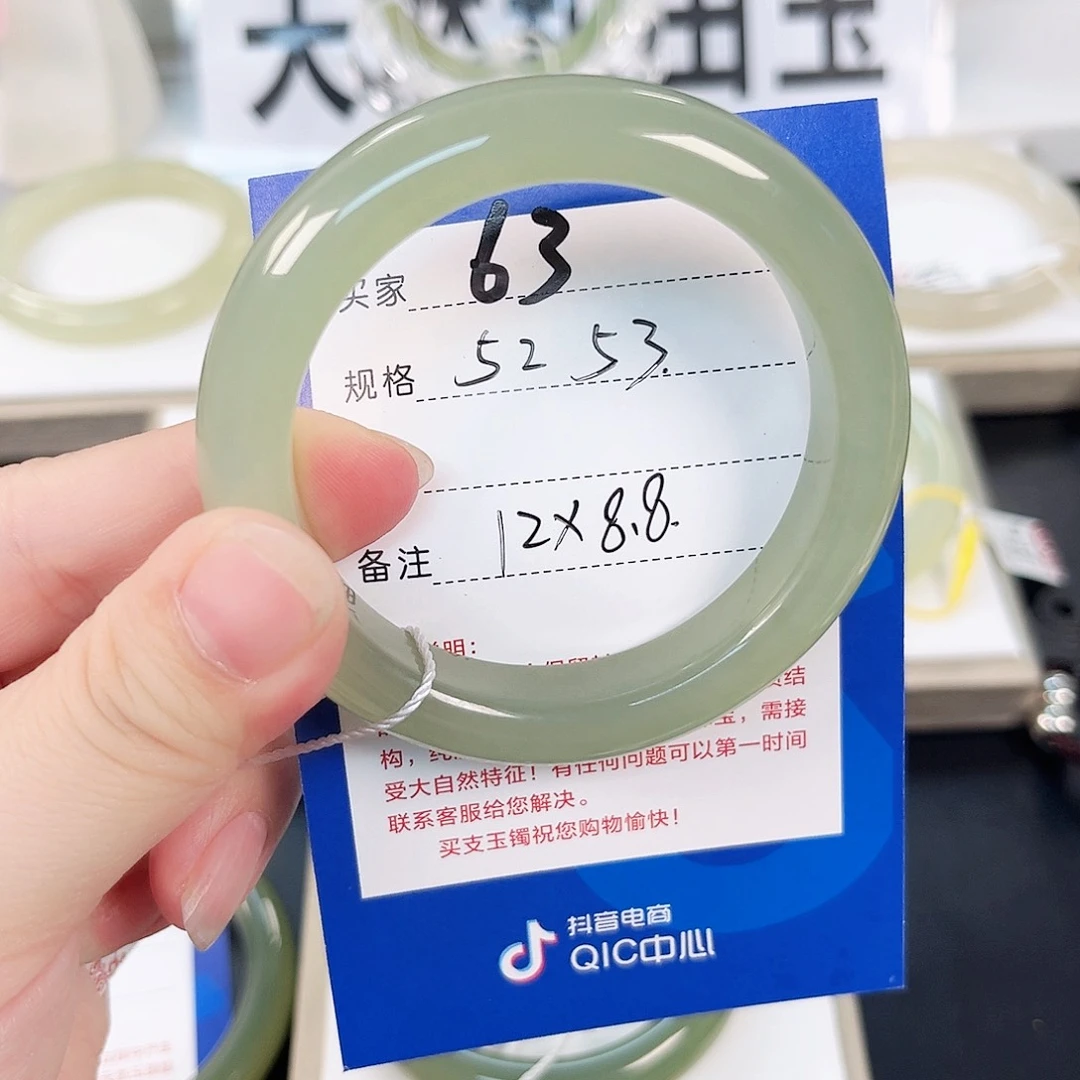 大 田玉
买家 63
规格 52 53.
备注 12×8.8.
明：
结
需接
构，
受大自然特征！有任何问题可以第一时间
联系客服给您解决。
买支玉镯祝您购物愉快！
抖音电商
QIC中心